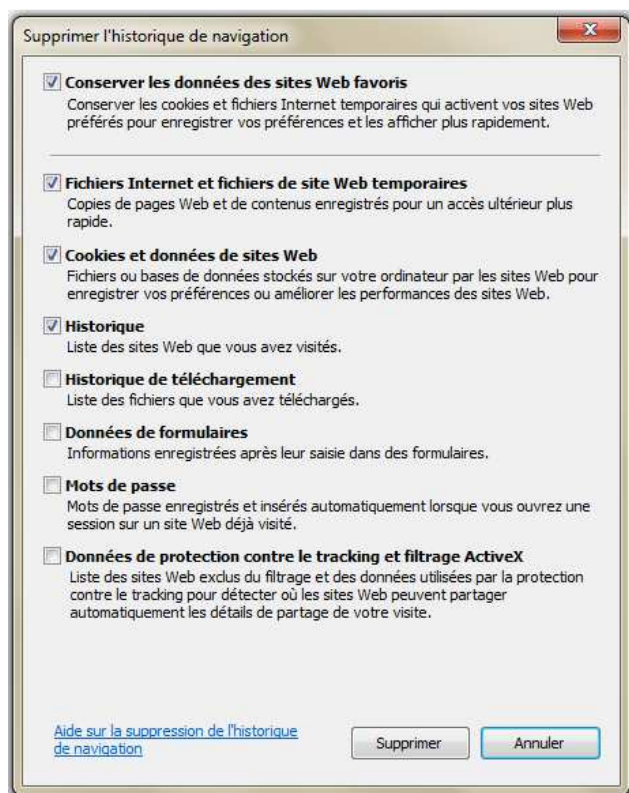 Supprimer l'historique de navigation
Conserver les données des sites Web favoris
Conserver les cookies et fichiers Internet temporaires qui activent vos sites Web
préférés pour enregistrer vos préférences et les afficher plus rapidement.
Fichiers Internet et fichiers de site Web temporaires
Copies de pages Web et de contenus enregistrés pour un accès ultérieur plus
rapide.
Cookies et données de sites Web
Fichiers ou bases de données stockés sur votre ordinateur par les sites Web pour
enregistrer vos préférences ou améliorer les performances des sites Web.
Historique
Liste des sites Web que vous avez visités.
Historique de téléchargement
Liste des fichiers que vous avez téléchargés.
Données de formulaires
Informations enregistrées après leur saisie dans des formulaires.
Mots de passe
Mots de passe enregistrés et insérés automatiquement lorsque vous ouvrez une
session sur un site Web déjà visité.
Données de protection contre le tracking et filtrage ActiveX
Liste des sites Web exclus du filtrage et des données utilisées par la protection
contre le tracking pour détecter où les sites Web peuvent partager
automatiquement les détails de partage de votre visite.
Aide sur la suppression de l'historique
de navigation
Supprimer
Annuler